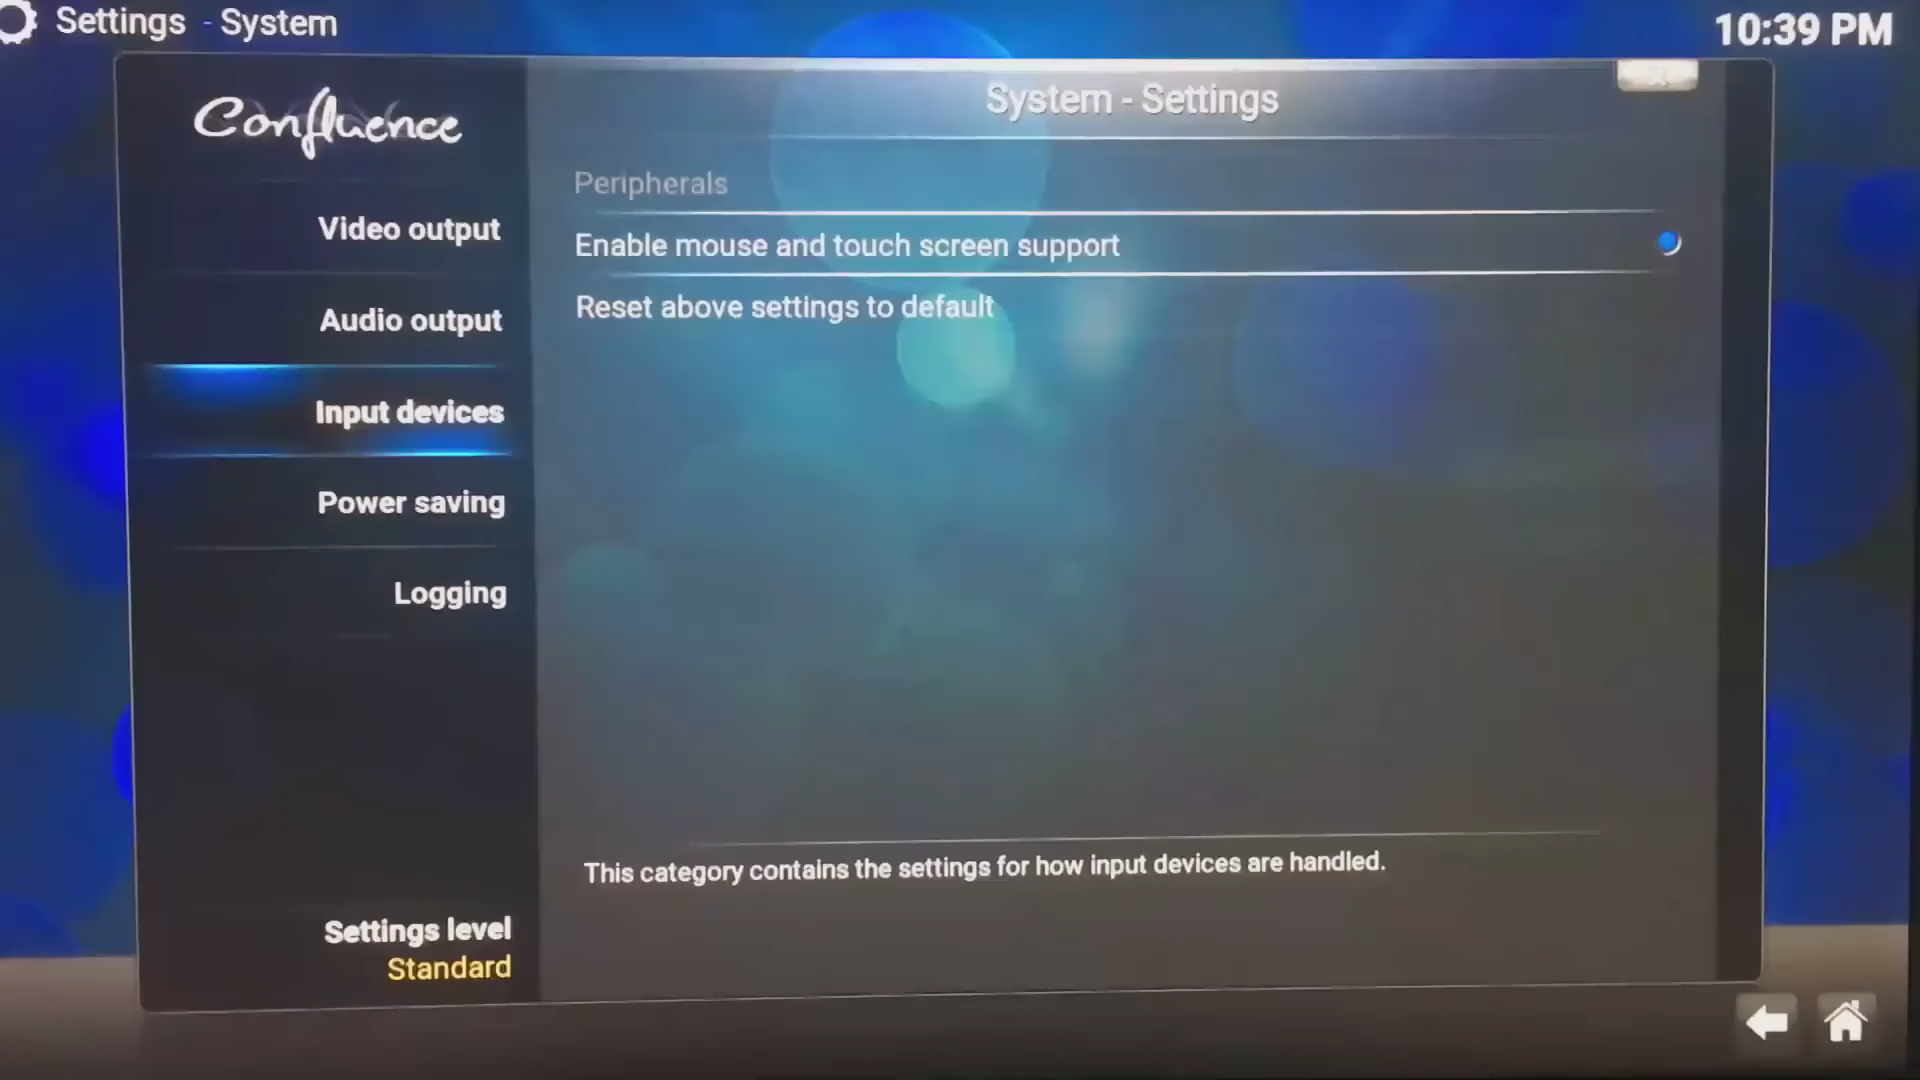 Settings - System
10:39 PM
Confluence
System - Settings
Video output
Audio output
Input devices
Power saving
Logging
Settings level
Standard
Peripherals
Enable mouse and touch screen support
Reset above settings to default
This category contains the settings for how input devices are handled.